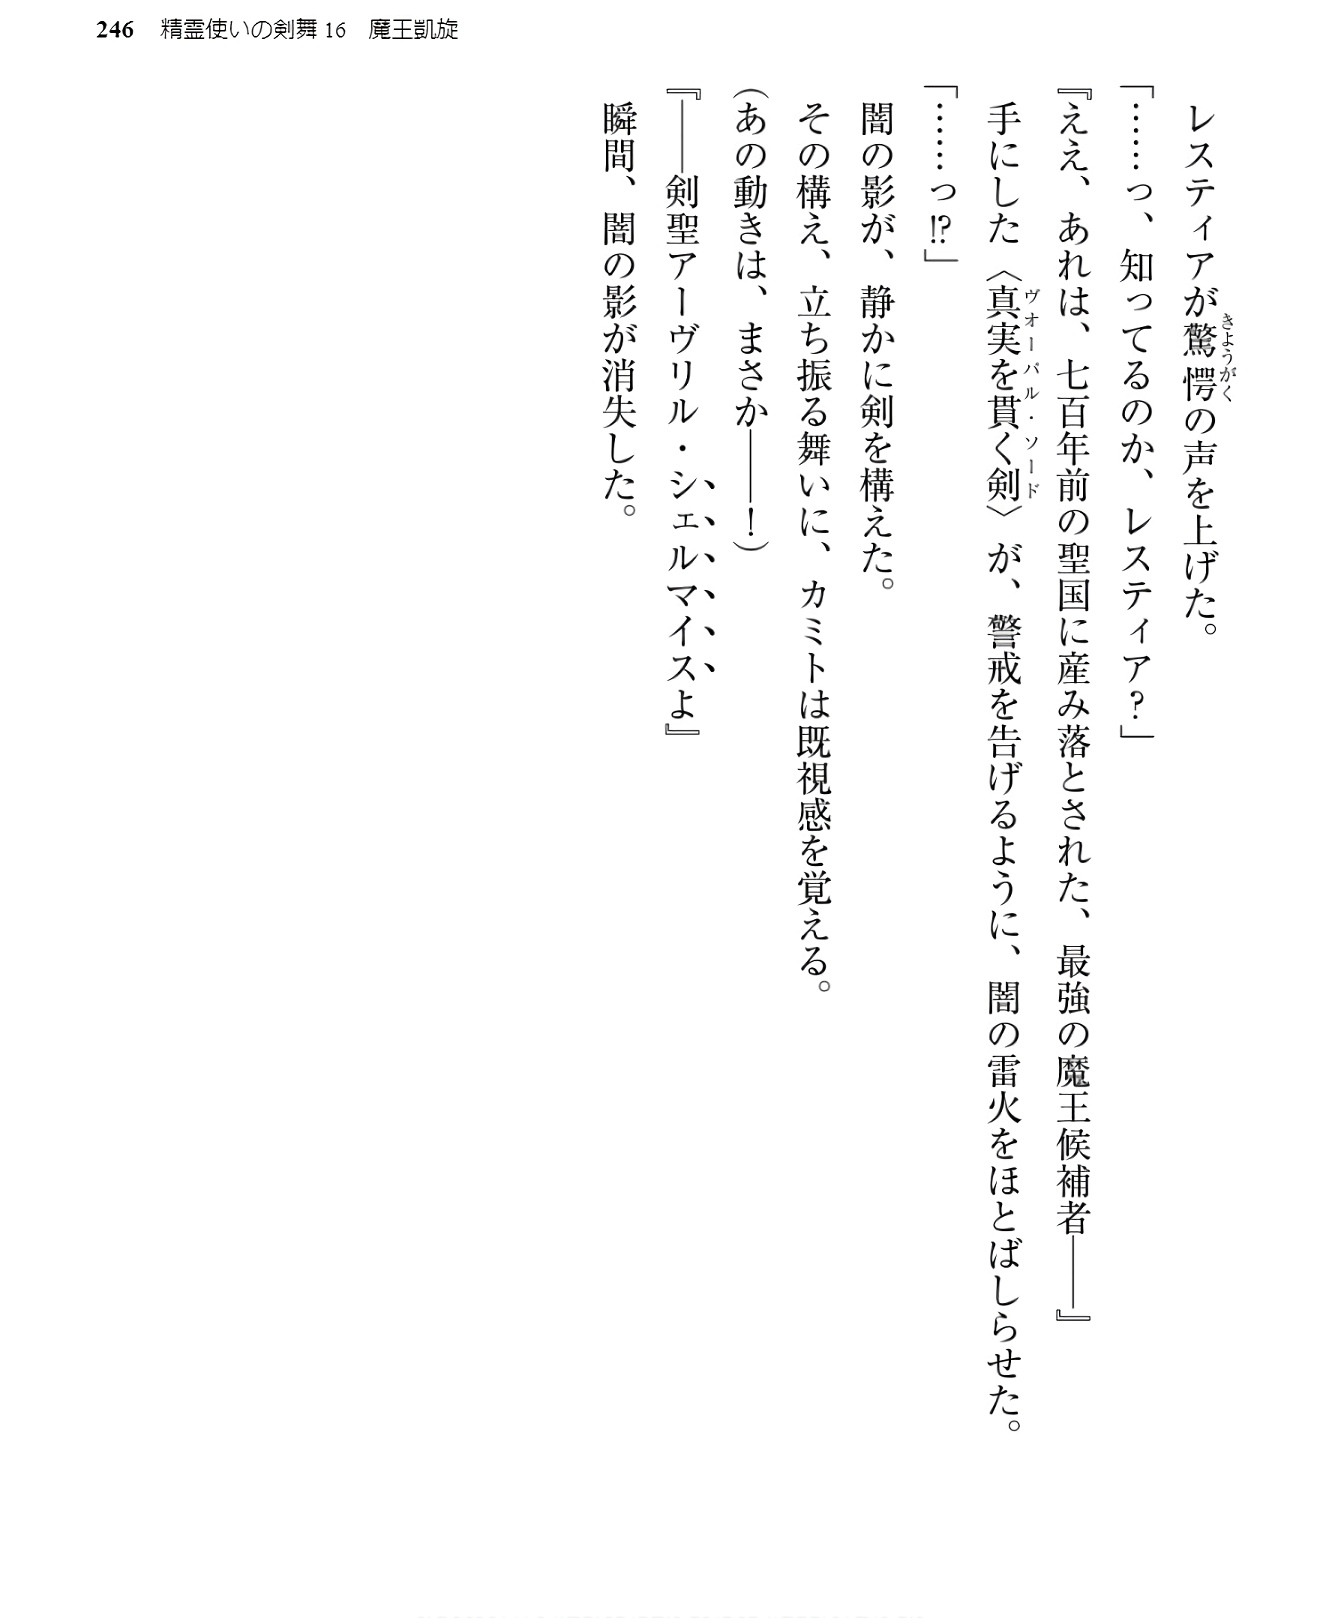 246 精霊使いの剣舞16 魔王凱旋
レスティアが驚愕の声を上げた。
きょうがく
「……っ、知ってるのか、レスティア?」
『ええ、あれは、七百年前の聖国に産み落とされた、最強の魔王候補者――』
手にした〈真実を貫く剣〉が、警戒を告げるように、闇の雷火をほとばしらせた。
ヴォーパル・ソード
「……っ!?」
闇の影が、静かに剣を構えた。
その構え、立ち振る舞いに、カミトは既視感を覚える。
(あの動きは、まさか――!)
『――剣聖アーヴリル・シェルマイスよ』
瞬間、闇の影が消失した。